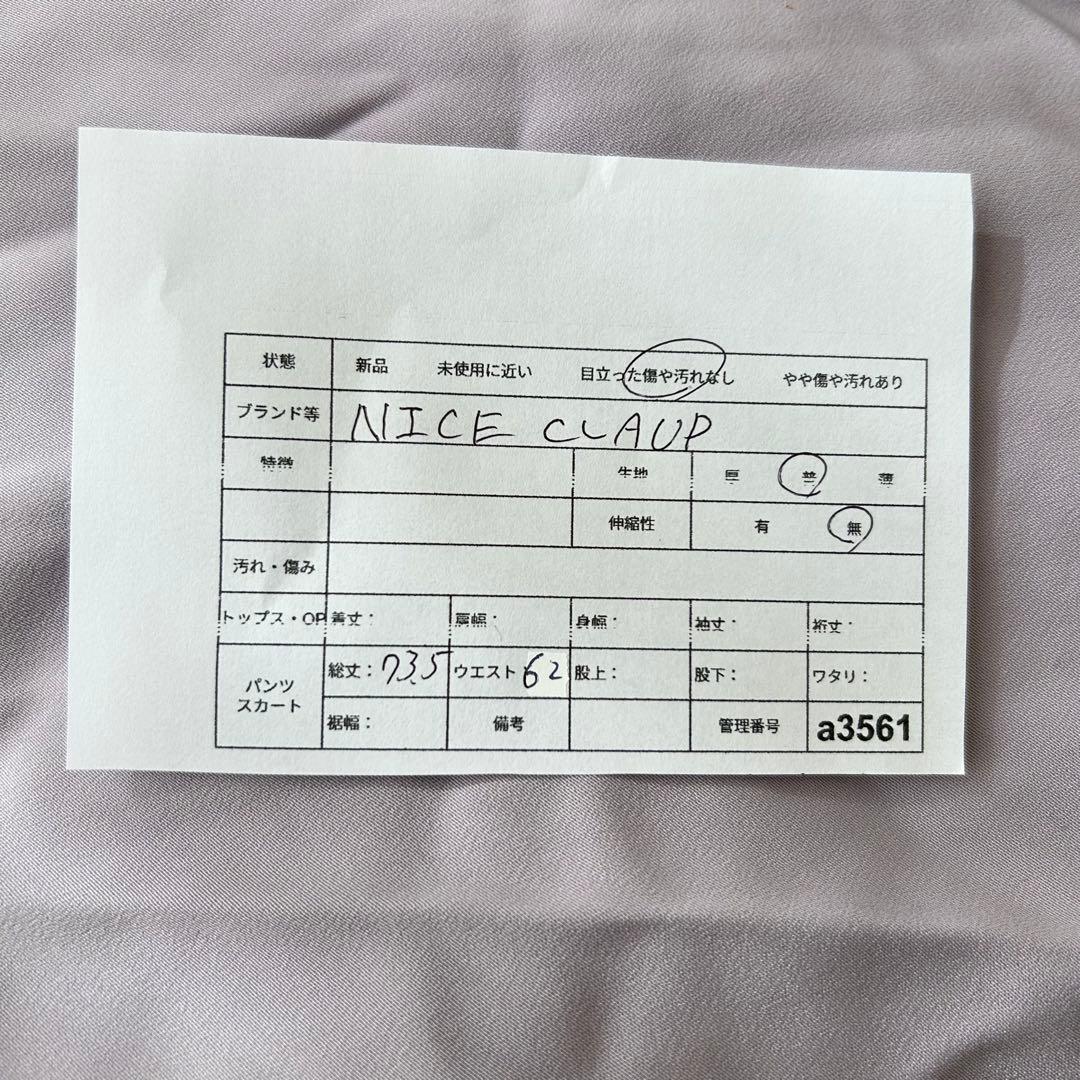 状態 新品 未使用に近い 目立った傷や汚れなし やや傷や汚れあり
ブランド等 NICE CLAUP
特徴 生地 厚 普 薄
伸縮性 有 無
汚れ・傷み
トップス・OP 着丈: 肩幅: 身幅: 袖丈: 裄丈:
パンツ スカート 総丈: 73.5 ウエスト 62 股上: 股下: ワタリ:
裾幅: 備考 管理番号 a3561